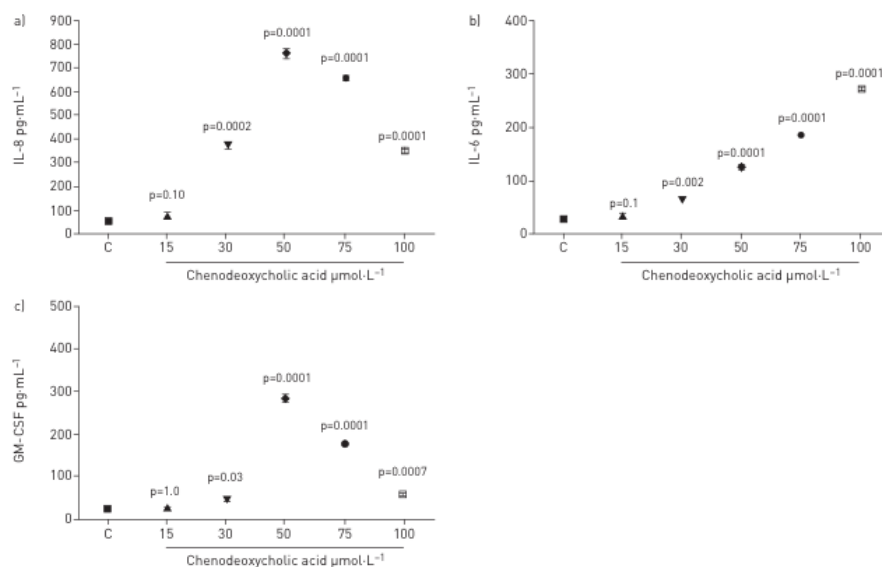 a)
900
800
700
600
500
400
300
200
100
0
IL-8 pg·mL⁻¹
p=0.10
p=0.0002
p=0.0001
p=0.0001
p=0.0001
C 15 30 50 75 100
Chenodeoxycholic acid µmol·L⁻¹
b)
400
300
200
100
0
IL-6 pg·mL⁻¹
p=0.1
p=0.002
p=0.0001
p=0.0001
p=0.0001
C 15 30 50 75 100
Chenodeoxycholic acid µmol·L⁻¹
c)
500
400
300
200
100
0
GM-CSF pg·mL⁻¹
p=1.0
p=0.03
p=0.0001
p=0.0001
p=0.0007
C 15 30 50 75 100
Chenodeoxycholic acid µmol·L⁻¹